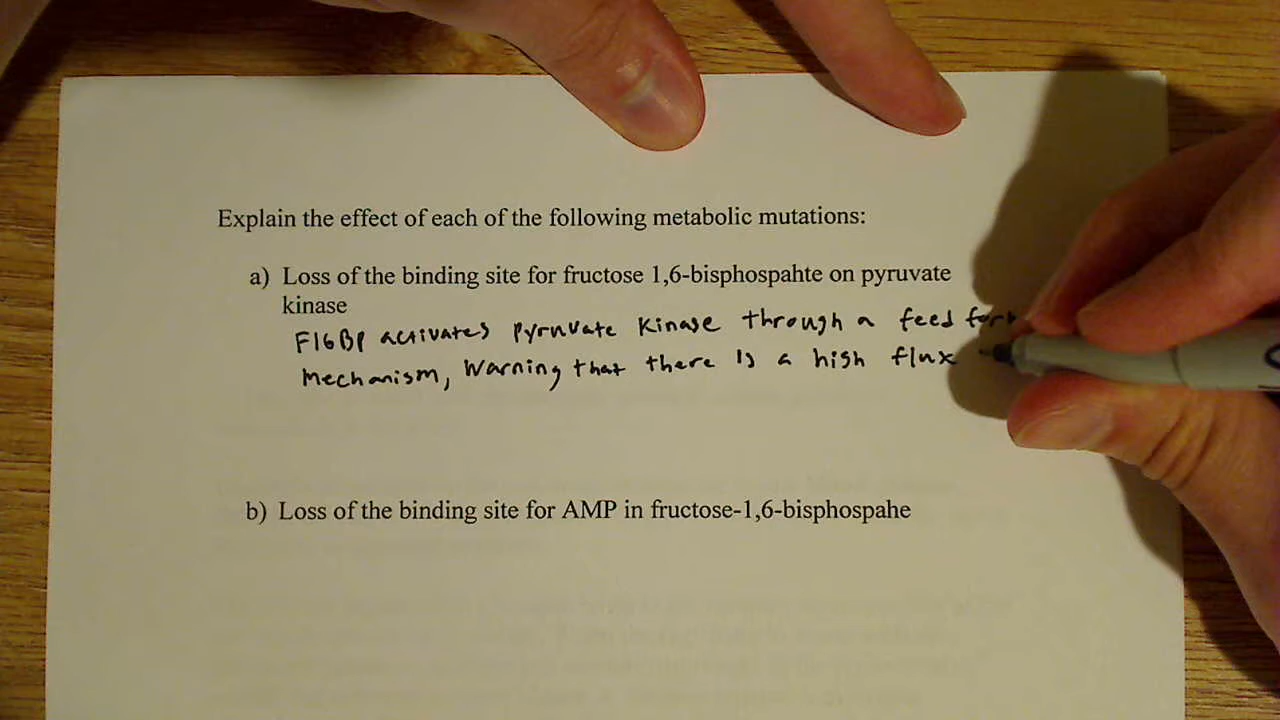 Explain the effect of each of the following metabolic mutations:
a) Loss of the binding site for fructose 1,6-bisphospahte on pyruvate
kinase
F16BP activates Pyruvate Kinase through a feed for
Mechanism, Warning that there is a high flux
b) Loss of the binding site for AMP in fructose-1,6-bisphospahe